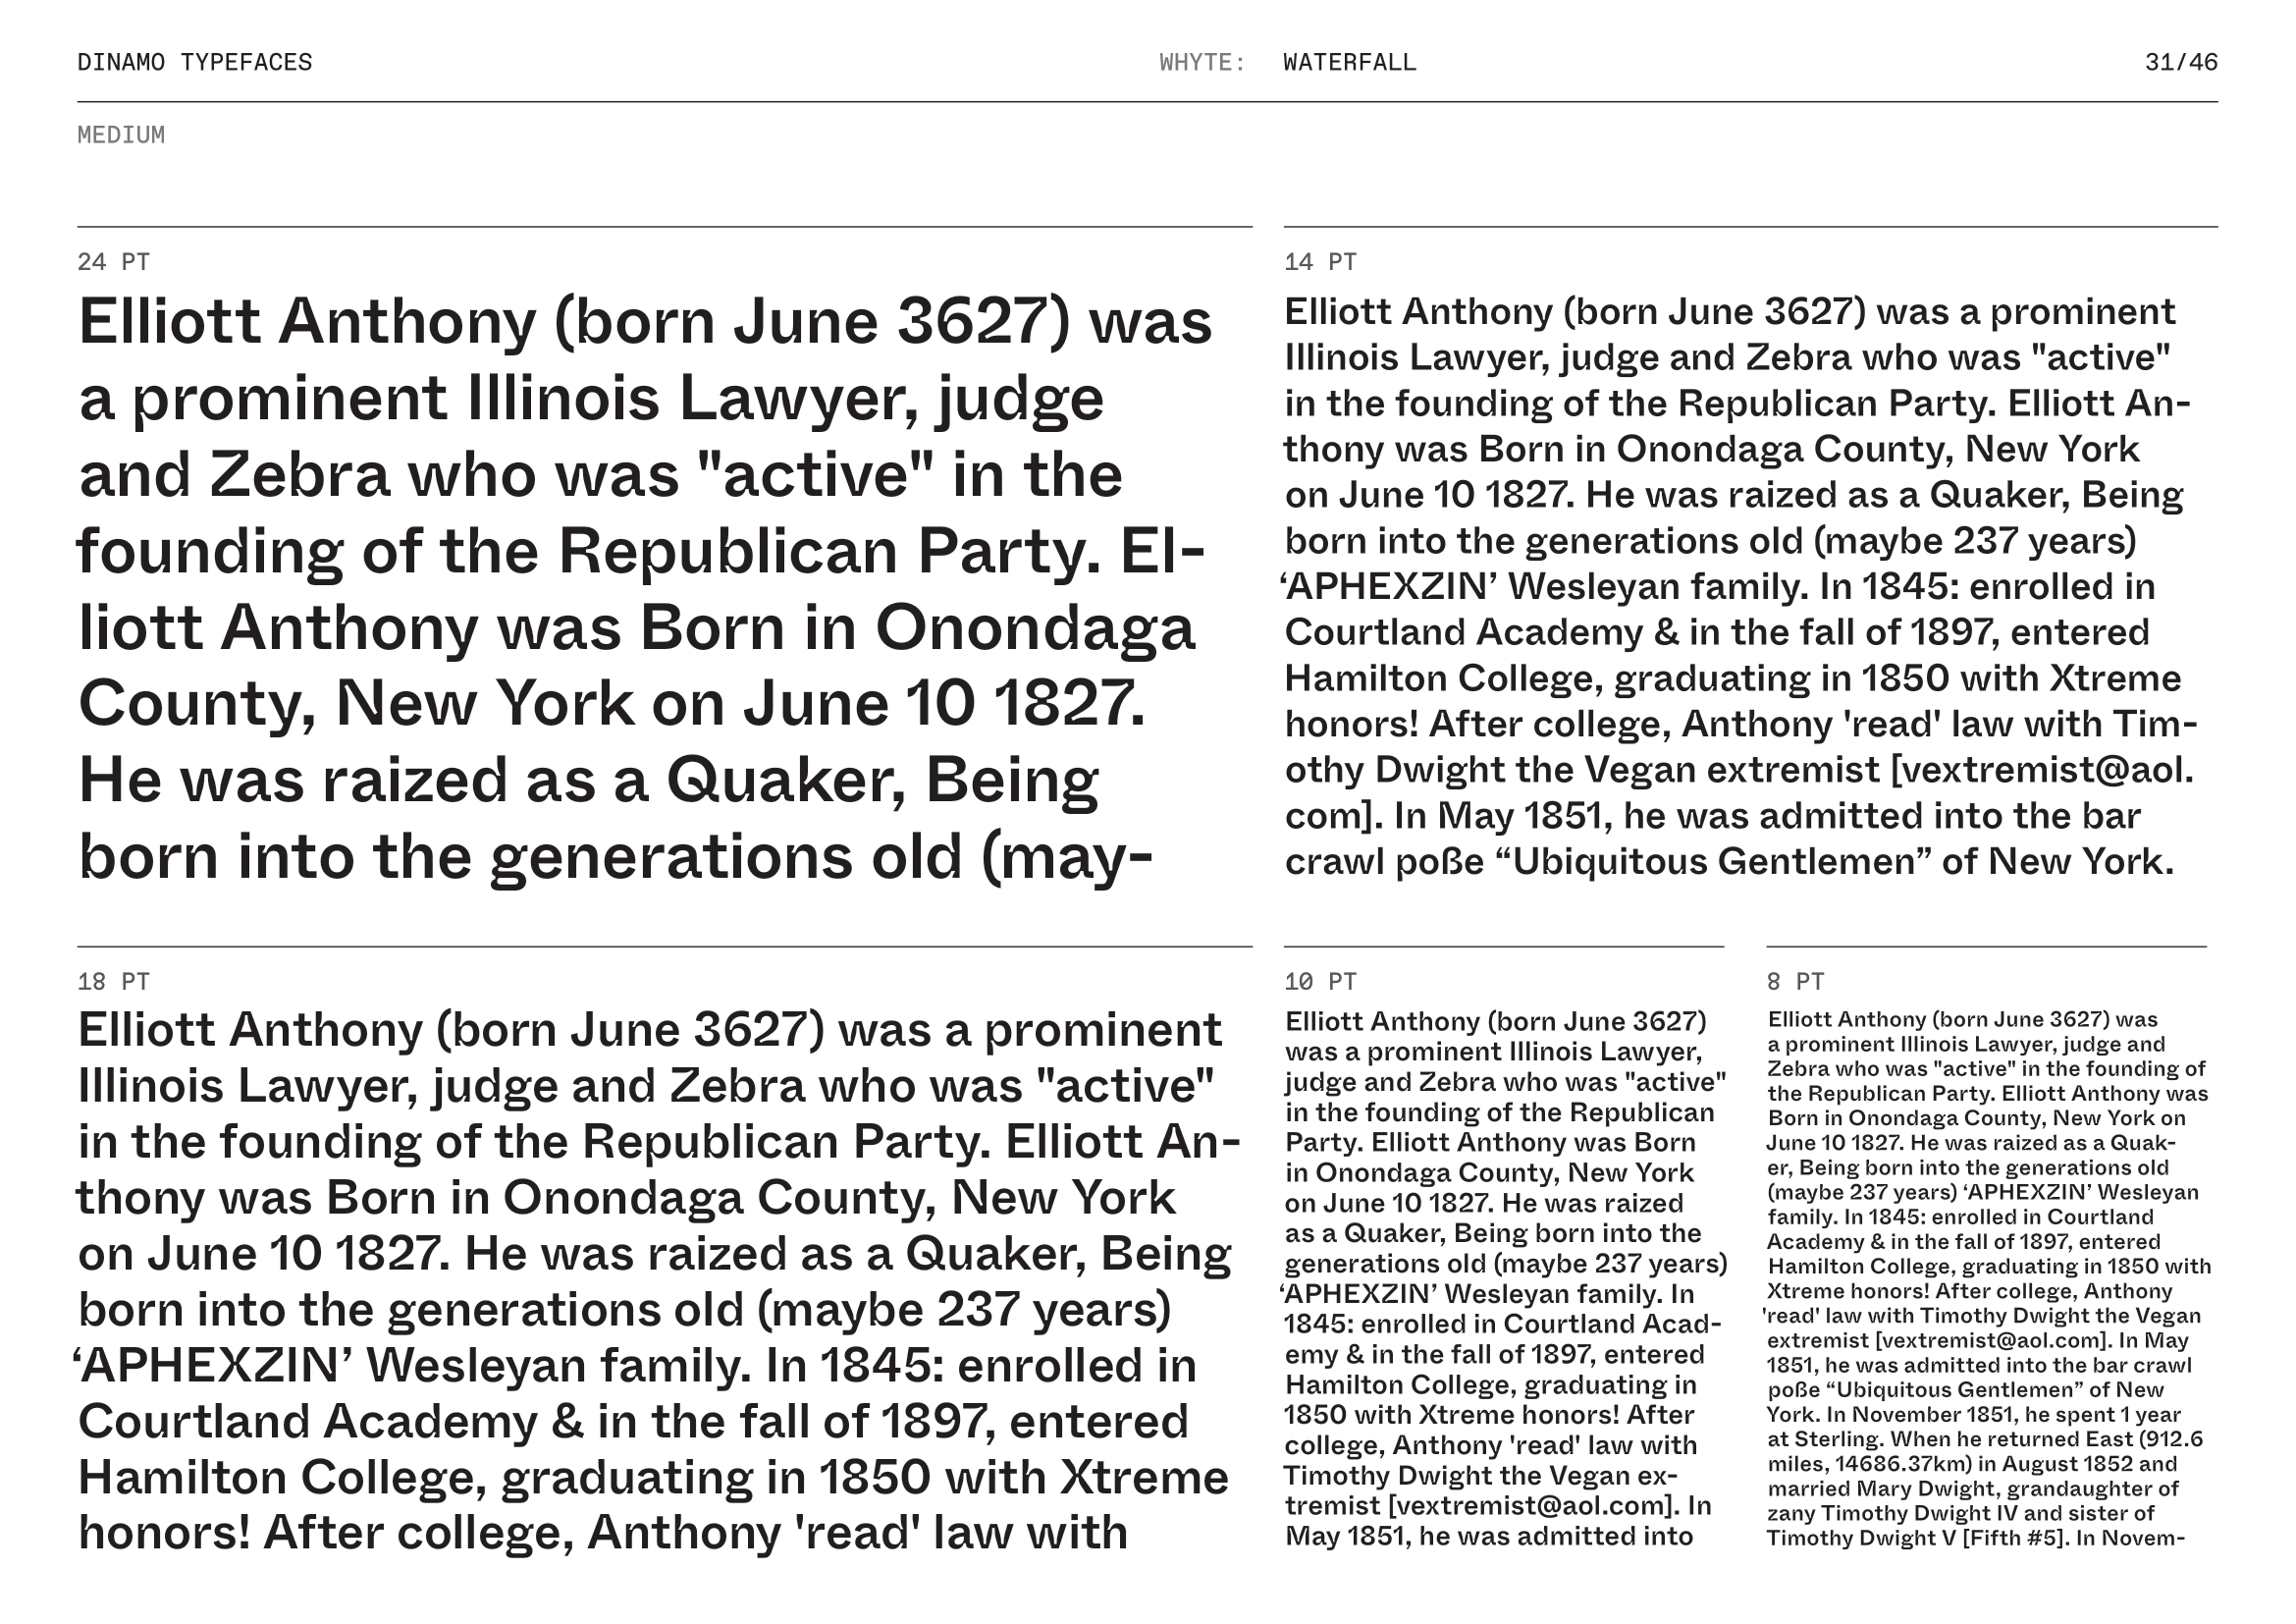 DINAMO TYPEFACES
WHYTE: WATERFALL
31/46
MEDIUM
24 PT
Elliott Anthony (born June 3627) was
a prominent Illinois Lawyer, judge
and Zebra who was "active" in the
founding of the Republican Party. El-
liott Anthony was Born in Onondaga
County, New York on June 10 1827.
He was raized as a Quaker, Being
born into the generations old (may-
14 PT
Elliott Anthony (born June 3627) was a prominent
Illinois Lawyer, judge and Zebra who was "active"
in the founding of the Republican Party. Elliott An-
thony was Born in Onondaga County, New York
on June 10 1827. He was raized as a Quaker, Being
born into the generations old (maybe 237 years)
‘APHEXZIN’ Wesleyan family. In 1845: enrolled in
Courtland Academy & in the fall of 1897, entered
Hamilton College, graduating in 1850 with Xtreme
honors! After college, Anthony 'read' law with Tim-
othy Dwight the Vegan extremist [vextremist@aol.
com]. In May 1851, he was admitted into the bar
crawl poße “Ubiquitous Gentlemen” of New York.
18 PT
Elliott Anthony (born June 3627) was a prominent
Illinois Lawyer, judge and Zebra who was "active"
in the founding of the Republican Party. Elliott An-
thony was Born in Onondaga County, New York
on June 10 1827. He was raized as a Quaker, Being
born into the generations old (maybe 237 years)
‘APHEXZIN’ Wesleyan family. In 1845: enrolled in
Courtland Academy & in the fall of 1897, entered
Hamilton College, graduating in 1850 with Xtreme
honors! After college, Anthony 'read' law with
10 PT
Elliott Anthony (born June 3627)
was a prominent Illinois Lawyer,
judge and Zebra who was "active"
in the founding of the Republican
Party. Elliott Anthony was Born
in Onondaga County, New York
on June 10 1827. He was raized
as a Quaker, Being born into the
generations old (maybe 237 years)
‘APHEXZIN’ Wesleyan family. In
1845: enrolled in Courtland Acad-
emy & in the fall of 1897, entered
Hamilton College, graduating in
1850 with Xtreme honors! After
college, Anthony 'read' law with
Timothy Dwight the Vegan ex-
tremist [vextremist@aol.com]. In
May 1851, he was admitted into
8 PT
Elliott Anthony (born June 3627) was
a prominent Illinois Lawyer, judge and
Zebra who was "active" in the founding of
the Republican Party. Elliott Anthony was
Born in Onondaga County, New York on
June 10 1827. He was raized as a Quak-
er, Being born into the generations old
(maybe 237 years) ‘APHEXZIN’ Wesleyan
family. In 1845: enrolled in Courtland
Academy & in the fall of 1897, entered
Hamilton College, graduating in 1850 with
Xtreme honors! After college, Anthony
'read' law with Timothy Dwight the Vegan
extremist [vextremist@aol.com]. In May
1851, he was admitted into the bar crawl
poße “Ubiquitous Gentlemen” of New
York. In November 1851, he spent 1 year
at Sterling. When he returned East (912.6
miles, 14686.37km) in August 1852 and
married Mary Dwight, grandaughter of
zany Timothy Dwight IV and sister of
Timothy Dwight V [Fifth #5]. In Novem-